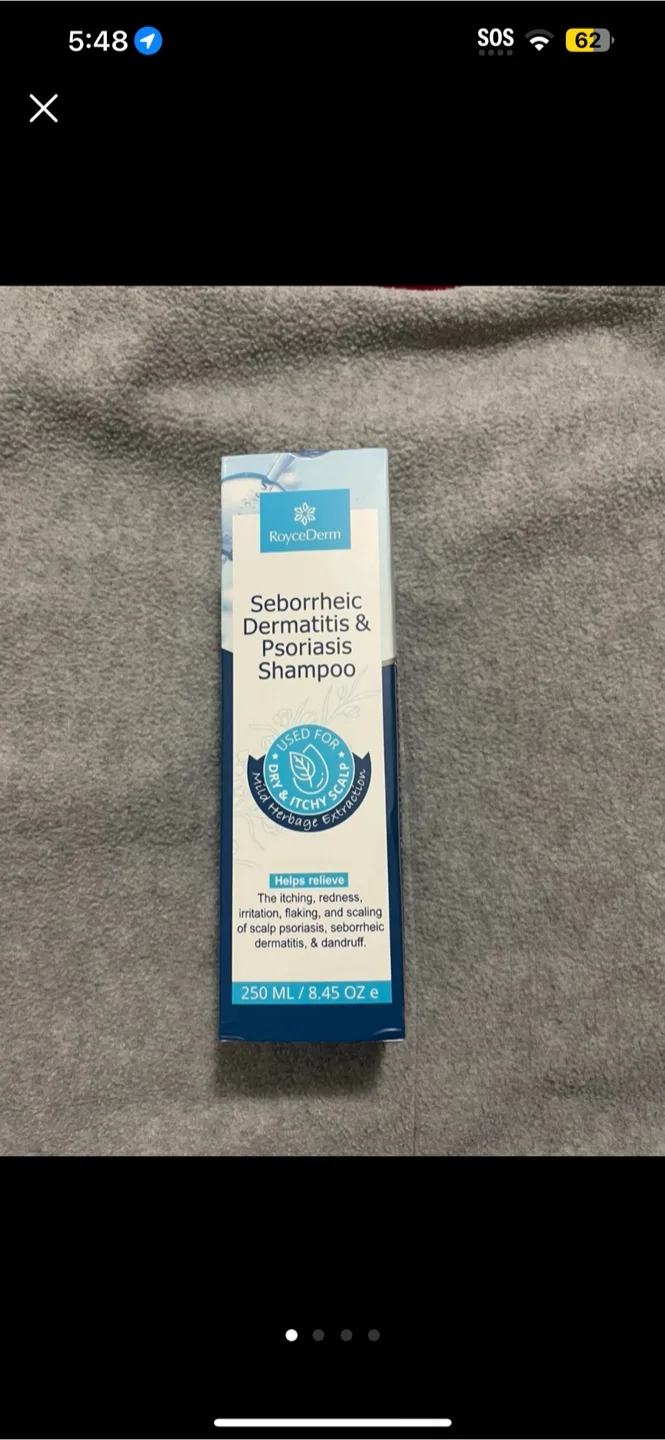 5:48
SOS
62
RoyceDerm
Seborrheic
Dermatitis &
Psoriasis
Shampoo
USED FOR
DRY & ITCHY SCALP
Mild Herbage Extraction
Helps relieve
The itching, redness,
irritation, flaking, and scaling
of scalp psoriasis, seborrheic
dermatitis, & dandruff.
250 ML / 8.45 OZ e